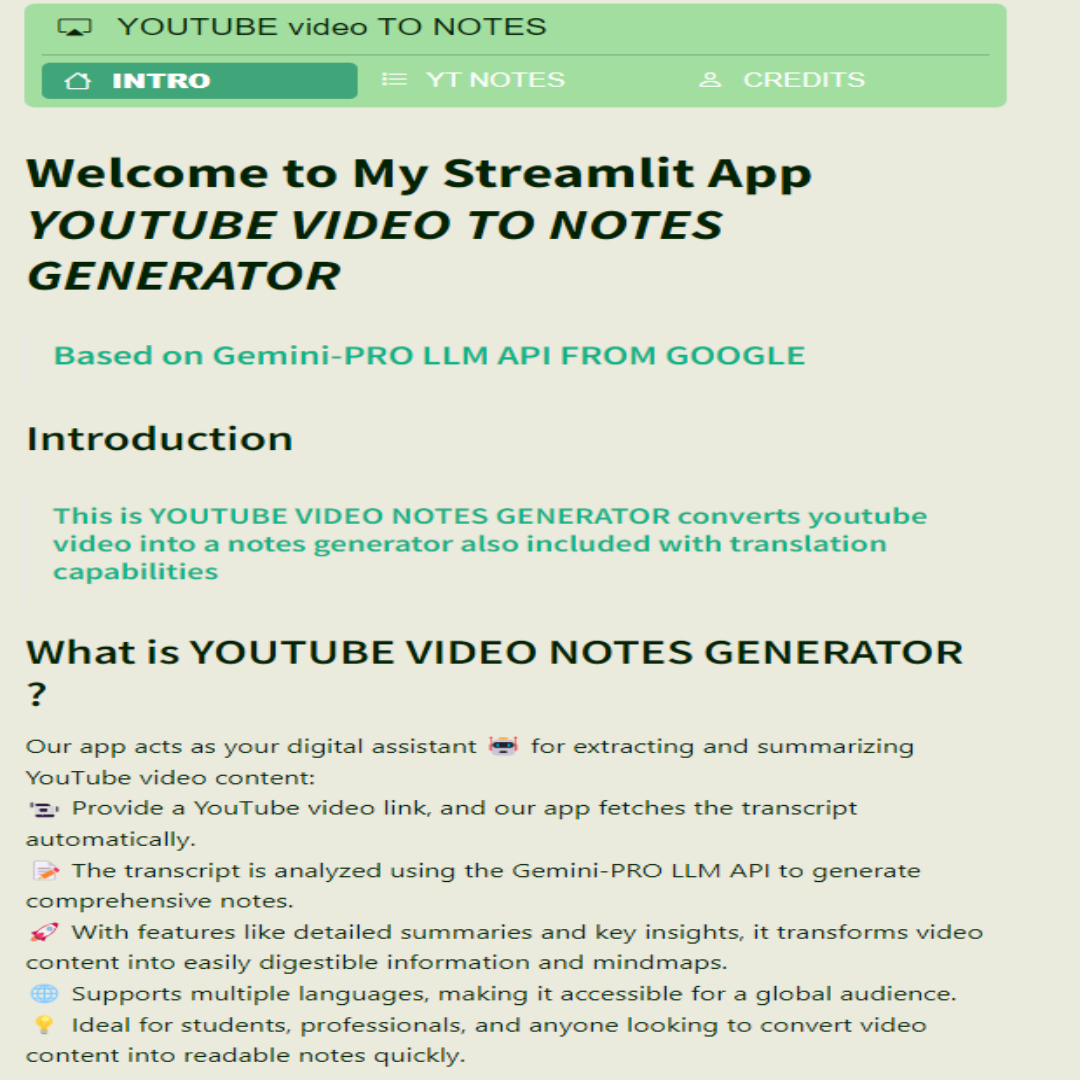 YOUTUBE video TO NOTES
INTRO
YT NOTES
CREDITS
Welcome to My Streamlit App
YOUTUBE VIDEO TO NOTES
GENERATOR
Based on Gemini-PRO LLM API FROM GOOGLE
Introduction
This is YOUTUBE VIDEO NOTES GENERATOR converts youtube
video into a notes generator also included with translation
capabilities
What is YOUTUBE VIDEO NOTES GENERATOR
?
Our app acts as your digital assistant 🤖 for extracting and summarizing
YouTube video content:
Provide a YouTube video link, and our app fetches the transcript
automatically.
📝 The transcript is analyzed using the Gemini-PRO LLM API to generate
comprehensive notes.
🚀 With features like detailed summaries and key insights, it transforms video
content into easily digestible information and mindmaps.
🌐 Supports multiple languages, making it accessible for a global audience.
💡 Ideal for students, professionals, and anyone looking to convert video
content into readable notes quickly.